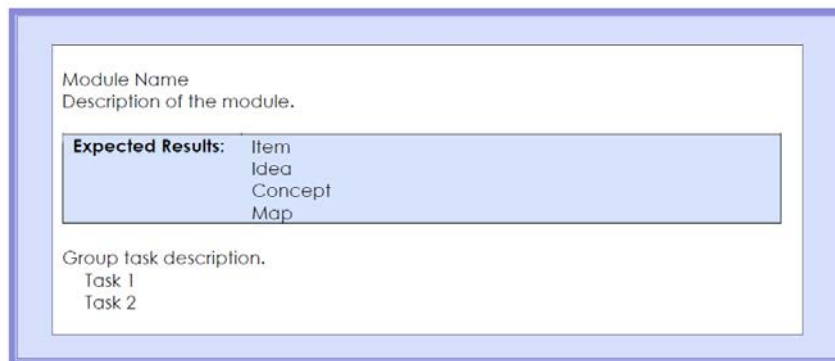 Module Name
Description of the module.
Expected Results: Item
Idea
Concept
Map
Group task description.
Task 1
Task 2